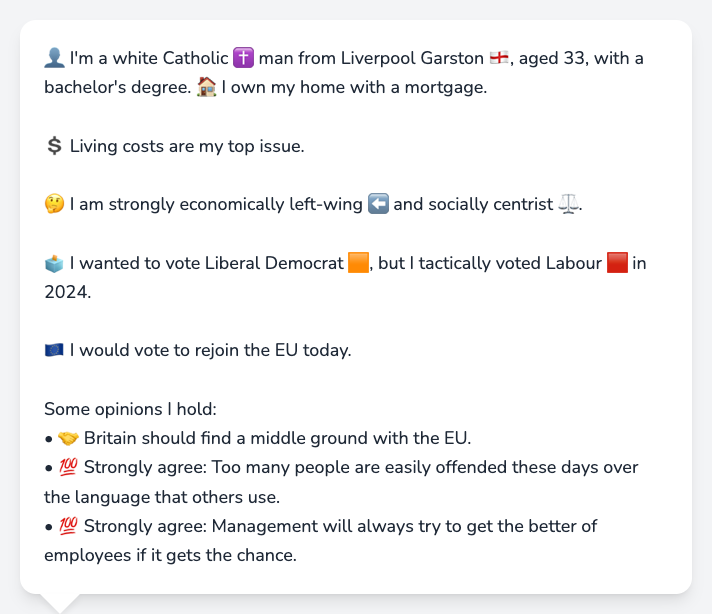 👤 I'm a white Catholic ✝️ man from Liverpool Garston 🏴󠁧󠁢󠁥󠁮󠁧󠁿, aged 33, with a
bachelor's degree. 🏠 I own my home with a mortgage.
💲 Living costs are my top issue.
🤔 I am strongly economically left-wing ⬅️ and socially centrist ⚖️.
🗳️ I wanted to vote Liberal Democrat 🟧, but I tactically voted Labour 🟥 in
2024.
🇪🇺 I would vote to rejoin the EU today.
Some opinions I hold:
• 🤝 Britain should find a middle ground with the EU.
• 💯 Strongly agree: Too many people are easily offended these days over
the language that others use.
• 💯 Strongly agree: Management will always try to get the better of
employees if it gets the chance.